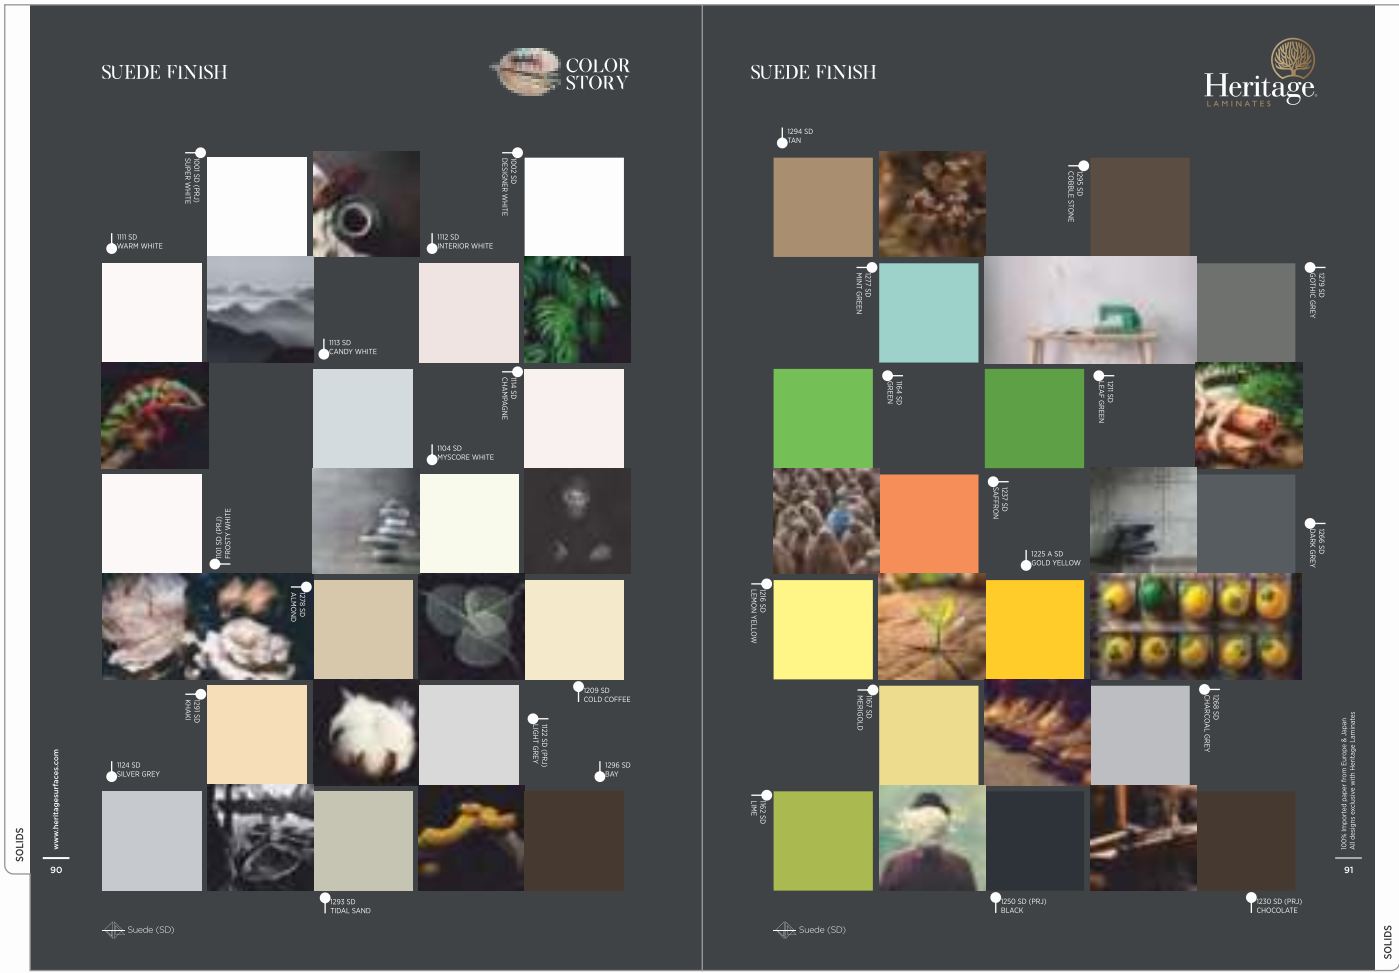 SUEDE FINISH
COLOR
STORY
1001 SD (PRJ)
SUPER WHITE
1002 SD
DESIGNER WHITE
1111 SD
WARM WHITE
1112 SD
INTERIOR WHITE
1113 SD
CANDY WHITE
1114 SD
CHAMPAGNE
1104 SD
MYSCORE WHITE
1101 SD (PRJ)
FROSTY WHITE
1278 SD
ALMOND
1209 SD
COLD COFFEE
1291 SD
KHAKI
1122 SD (PRJ)
LIGHT GREY
1124 SD
SILVER GREY
1296 SD
BAY
1293 SD
TIDAL SAND
Suede (SD)
www.heritagesurfaces.com
90
SOLIDS
SUEDE FINISH
Heritage
LAMINATES
1294 SD
TAN
1295 SD
COBBLE STONE
1277 SD
MINT GREEN
1279 SD
GOTHIC GREY
1164 SD
GREEN
1211 SD
LEAF GREEN
1237 SD
SAFFRON
1225 A SD
GOLD YELLOW
1266 SD
DARK GREY
1216 SD
LEMON YELLOW
1167 SD
MERIGOLD
1268 SD
CHARCOAL GREY
1162 SD
LIME
1250 SD (PRJ)
BLACK
1230 SD (PRJ)
CHOCOLATE
Suede (SD)
100% Imported paper from Europe & Japan
All designs exclusive with Heritage Laminates
91
SOLIDS